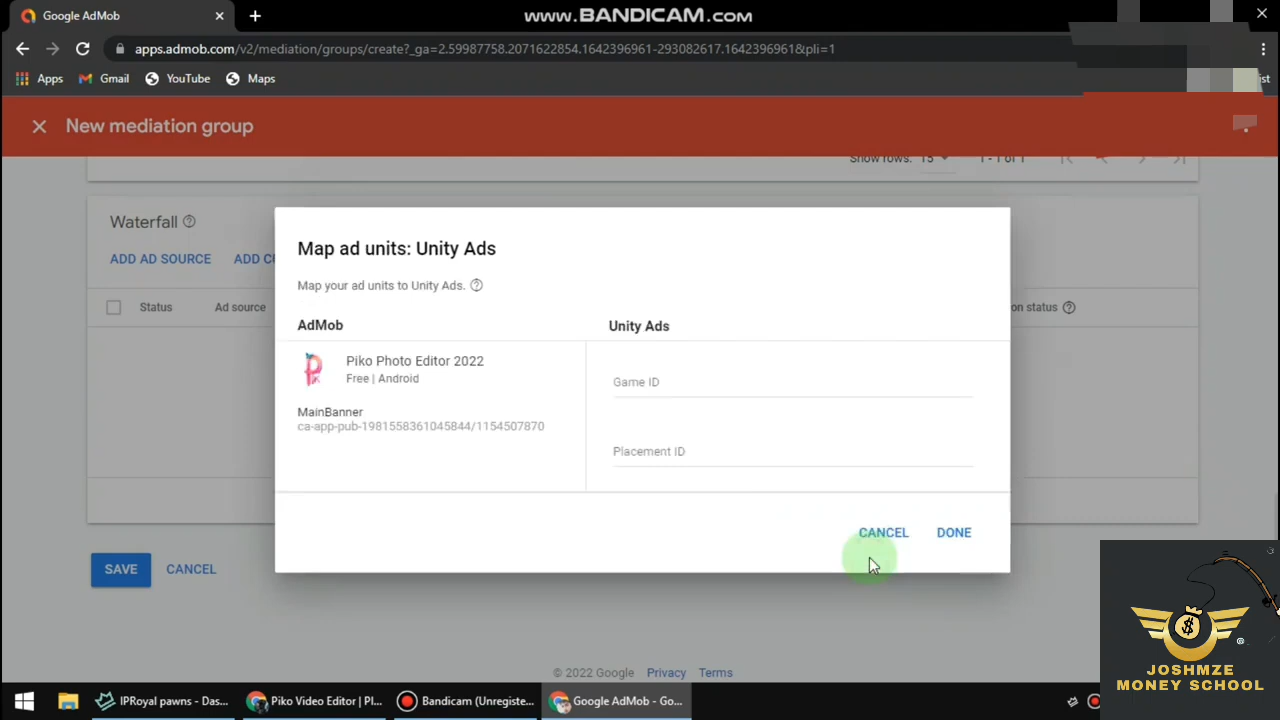 Google AdMob
www.BANDICAM.com
apps.admob.com/v2/mediation/groups/create?_ga=2.59987758.2071622854.1642396961-293082617.1642396961&pli=1
Apps
Gmail
YouTube
Maps
ist
New mediation group
Show rows: 15
1 - 1 of 1
Waterfall
ADD AD SOURCE
ADD CO
Status
Ad source
on status
Map ad units: Unity Ads
Map your ad units to Unity Ads.
AdMob
Unity Ads
Piko Photo Editor 2022
Free | Android
MainBanner
ca-app-pub-1981558361045844/1154507870
Game ID
Placement ID
CANCEL
DONE
SAVE
CANCEL
© 2022 Google
Privacy
Terms
JOSHMZE
MONEY SCHOOL
IPRoyal pawns - Das...
Piko Video Editor | Pl...
Bandicam (Unregiste...
Google AdMob - Go...